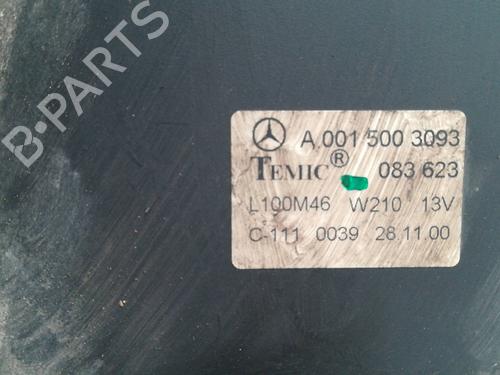 B-PARTS
A 001 500 3093
TEMIC® 083 623
L100M46 W210 13V
C-111 0039 28.11.00